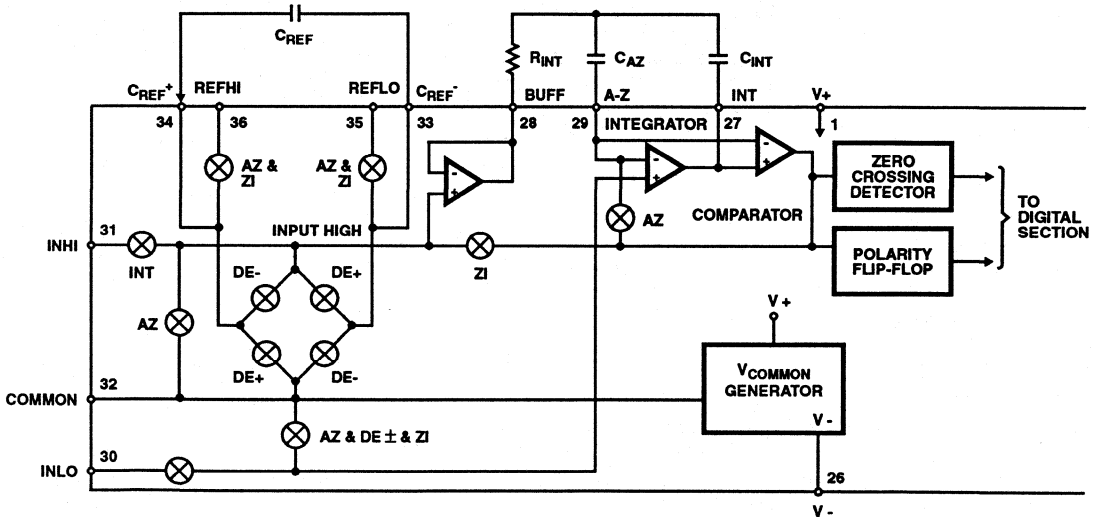 C_REF
R_INT
C_AZ
C_INT
C_REF+
REFHI
REFLO
C_REF-
BUFF
A-Z
INT
V+
34
36
35
33
28
29
INTEGRATOR
27
1
AZ &
ZI
AZ &
ZI
-
+
-
+
-
+
ZERO
CROSSING
DETECTOR
TO
DIGITAL
SECTION
AZ
COMPARATOR
31
INHI
INT
INPUT HIGH
ZI
POLARITY
FLIP-FLOP
DE-
DE+
AZ
V+
DE+
DE-
V_COMMON
GENERATOR
V -
32
COMMON
AZ & DE ± & ZI
30
INLO
26
V -